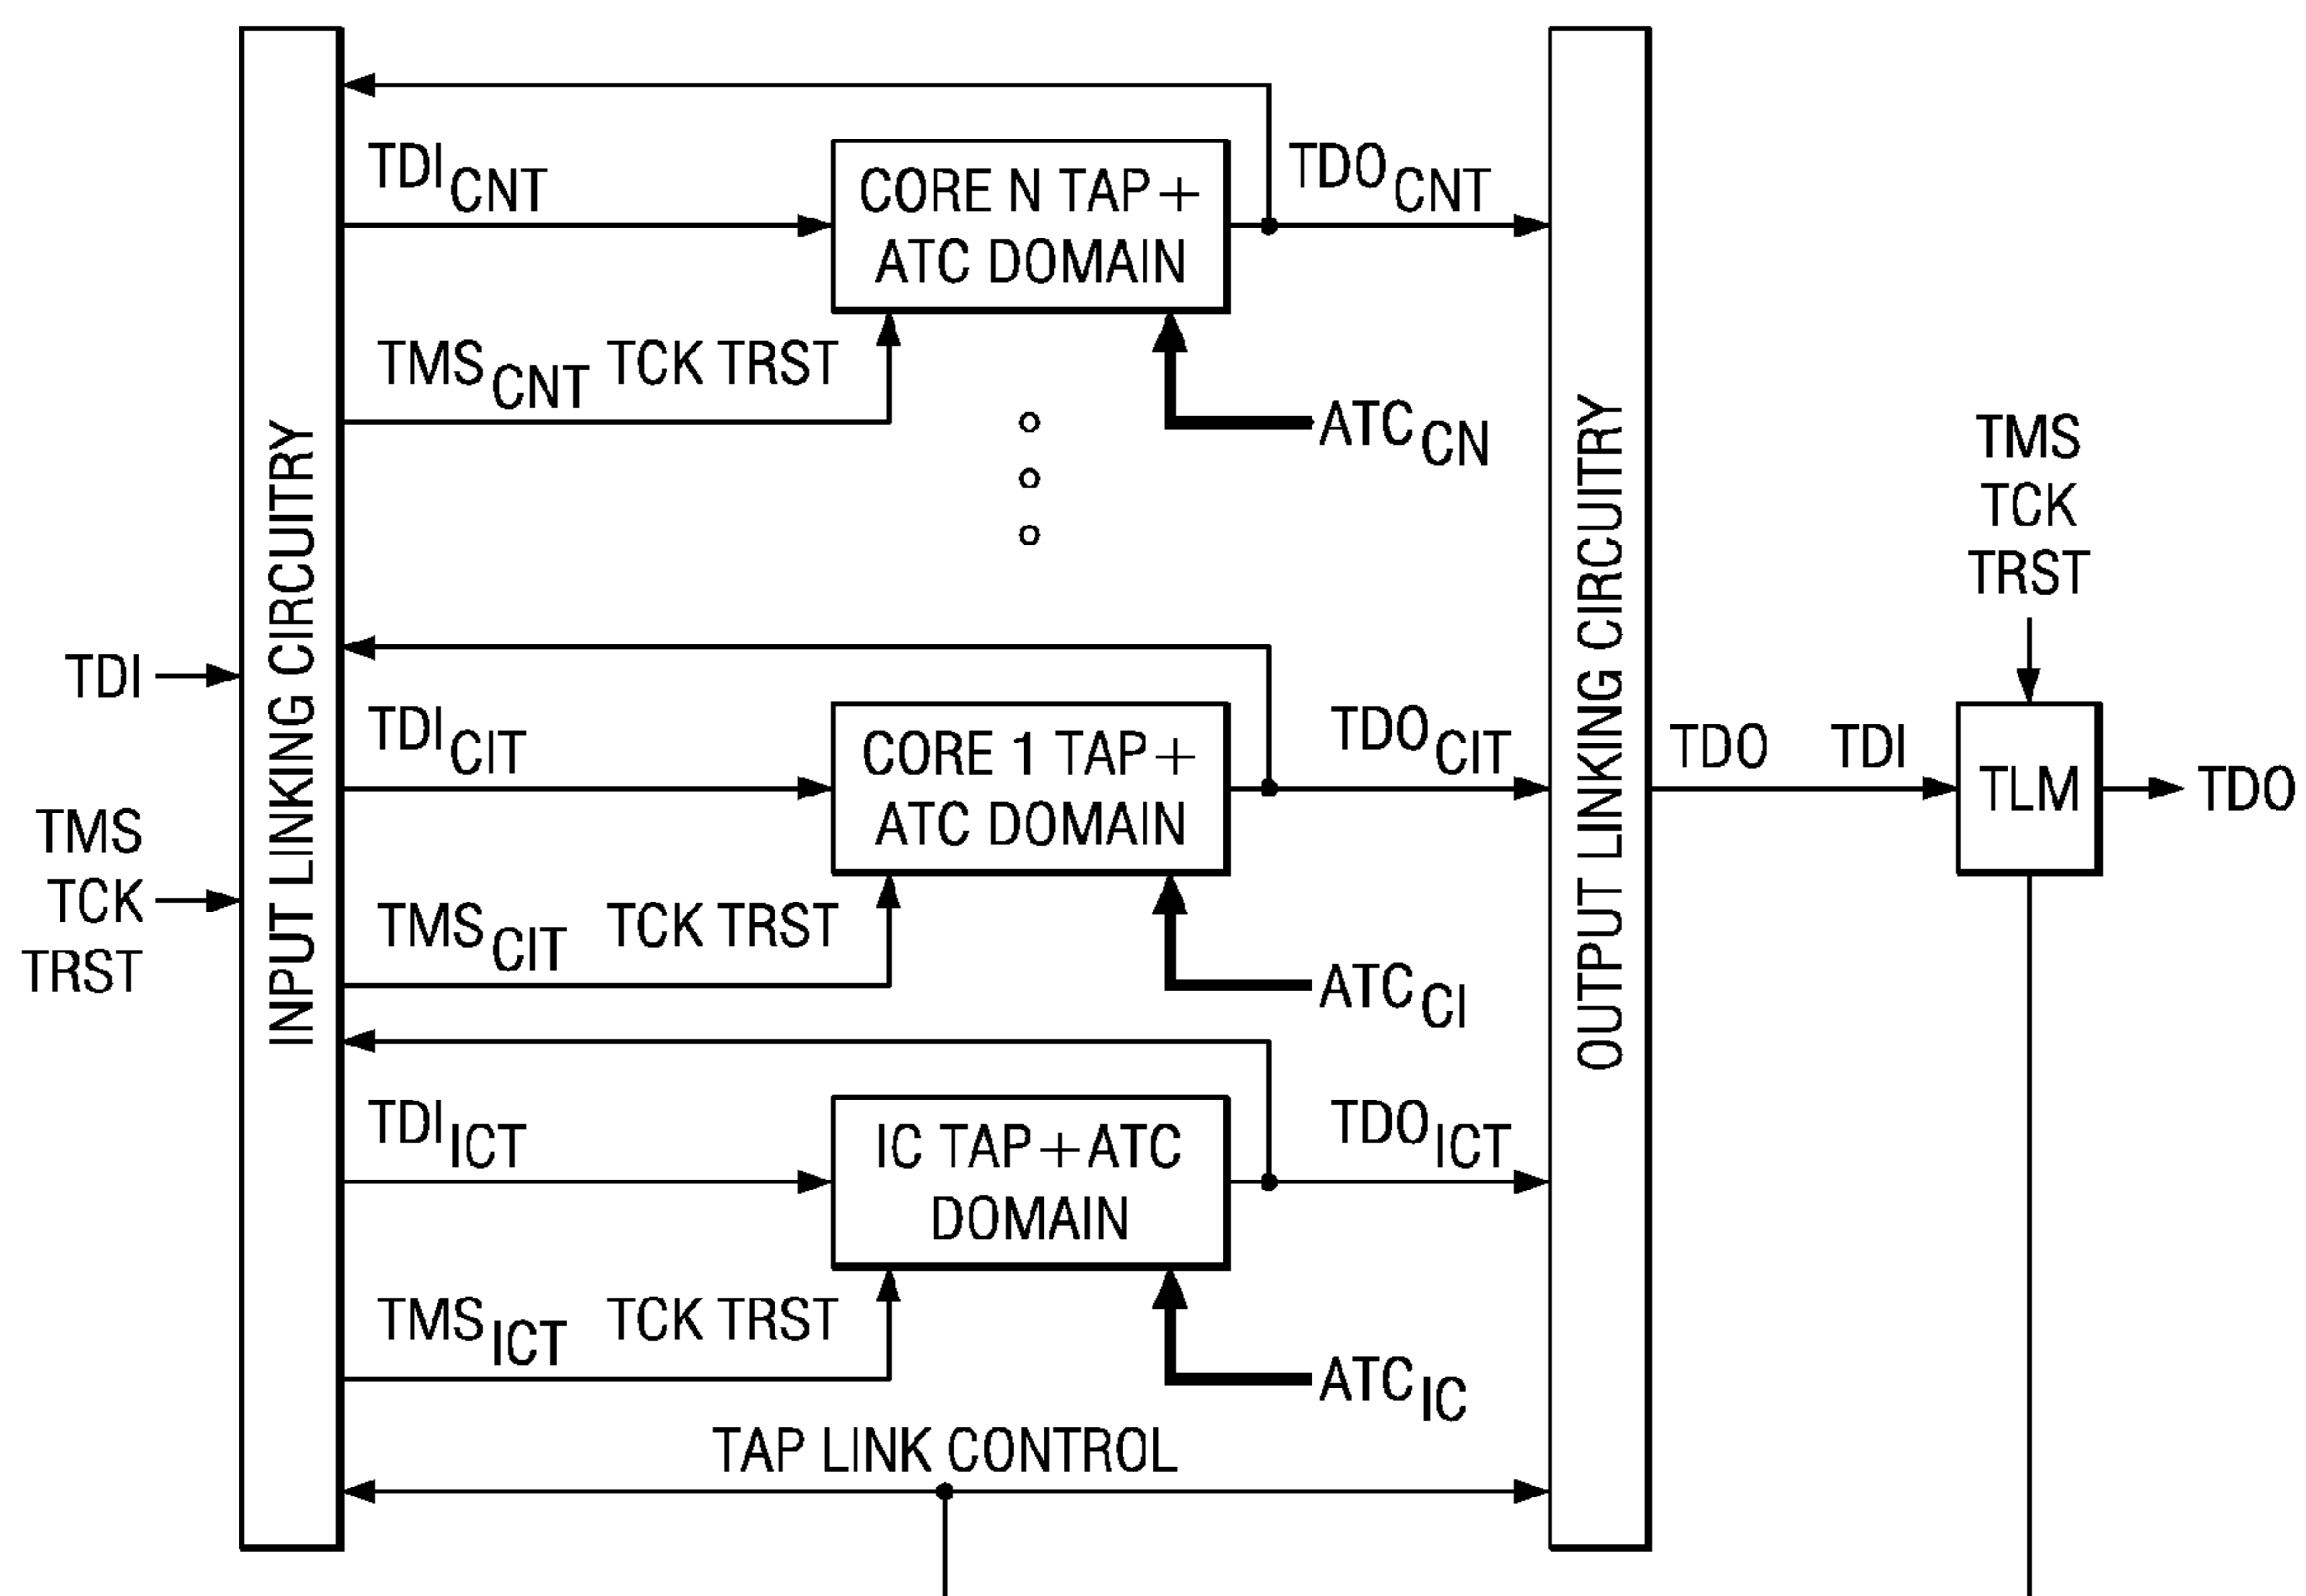 TDI CNT
CORE N TAP+
ATC DOMAIN
TDO CNT
TMS CNT TCK TRST
ATC CN
TMS
TCK
TRST
INPUT LINKING CIRCUITRY
OUTPUT LINKING CIRCUITRY
TDI
TDI CIT
CORE 1 TAP+
ATC DOMAIN
TDO CIT
TDO TDI
TLM
TDO
TMS
TCK
TRST
TMS CIT TCK TRST
ATC CI
TDI ICT
IC TAP+ATC
DOMAIN
TDO ICT
TMS ICT TCK TRST
ATC IC
TAP LINK CONTROL